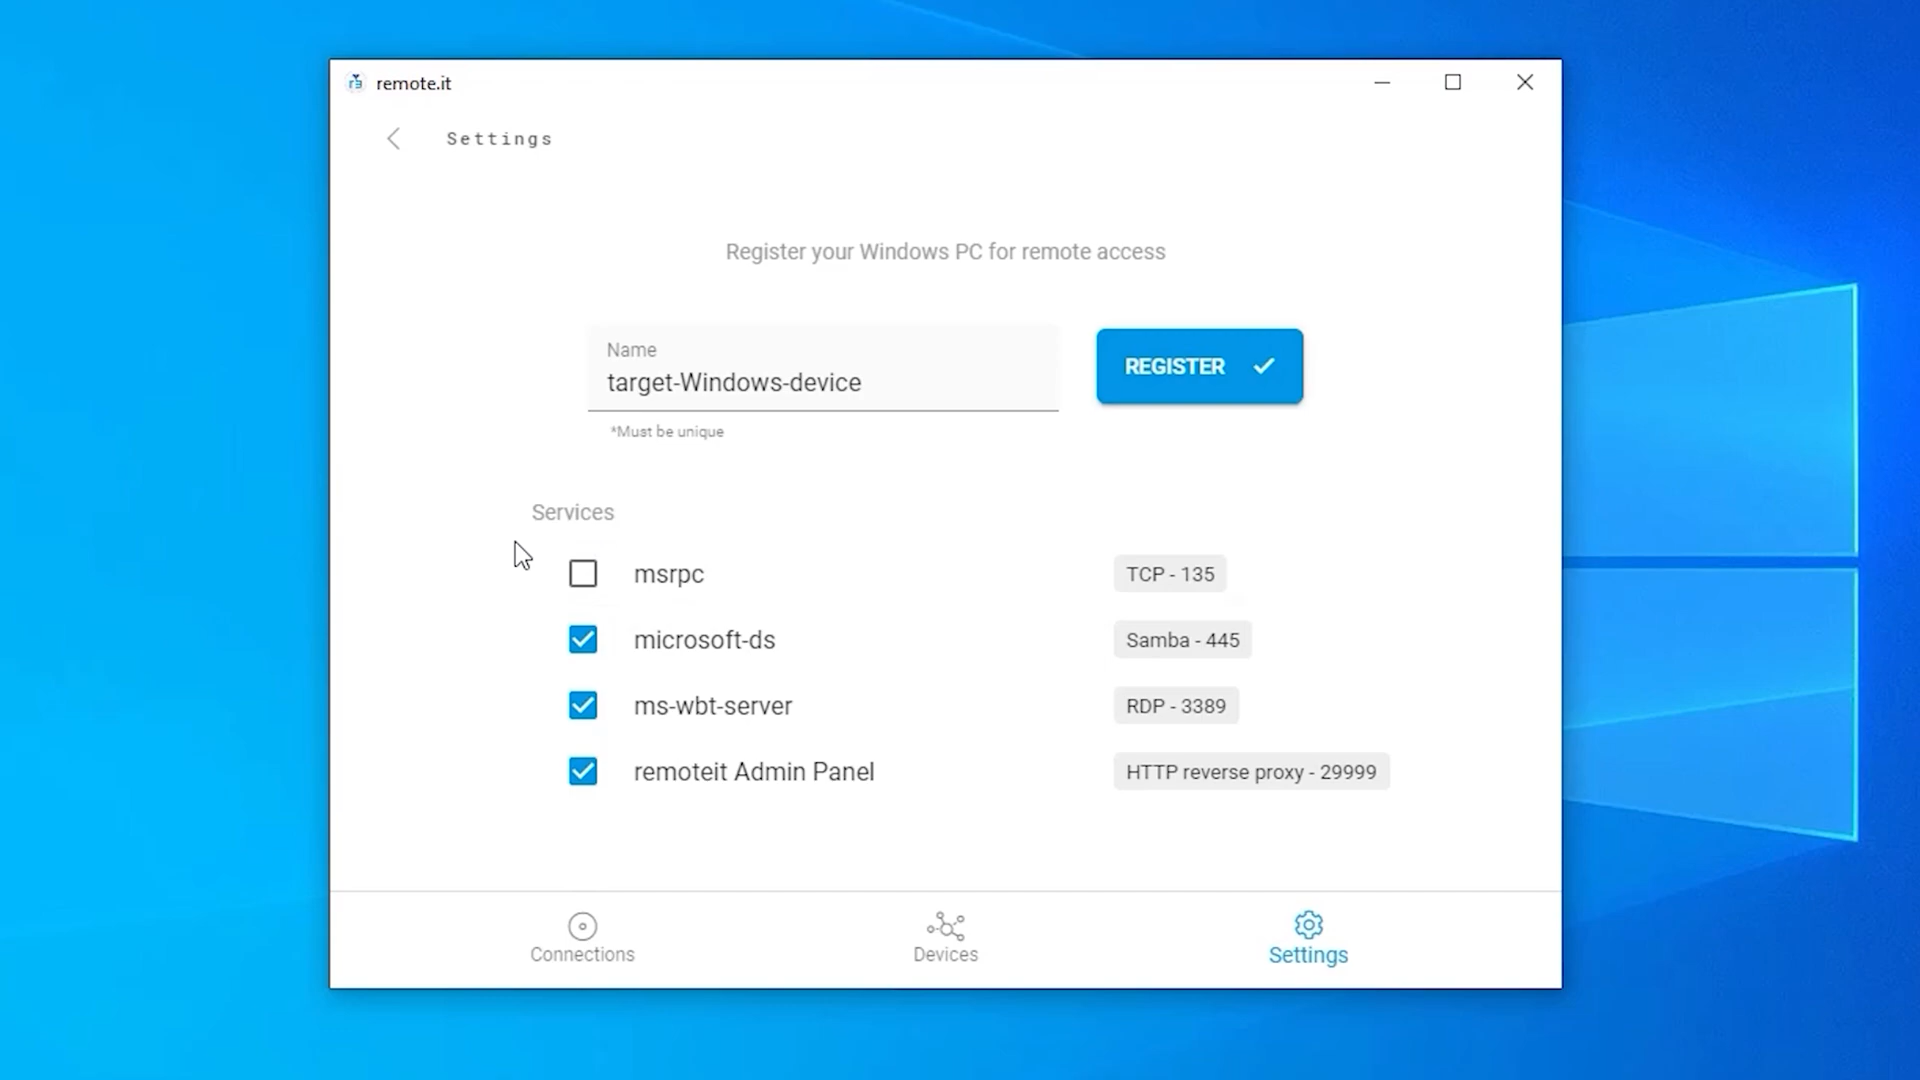 remote.it
Settings
Register your Windows PC for remote access
Name
target-Windows-device
REGISTER
*Must be unique
Services
msrpc TCP - 135
microsoft-ds Samba - 445
ms-wbt-server RDP - 3389
remoteit Admin Panel HTTP reverse proxy - 29999
Connections Devices Settings